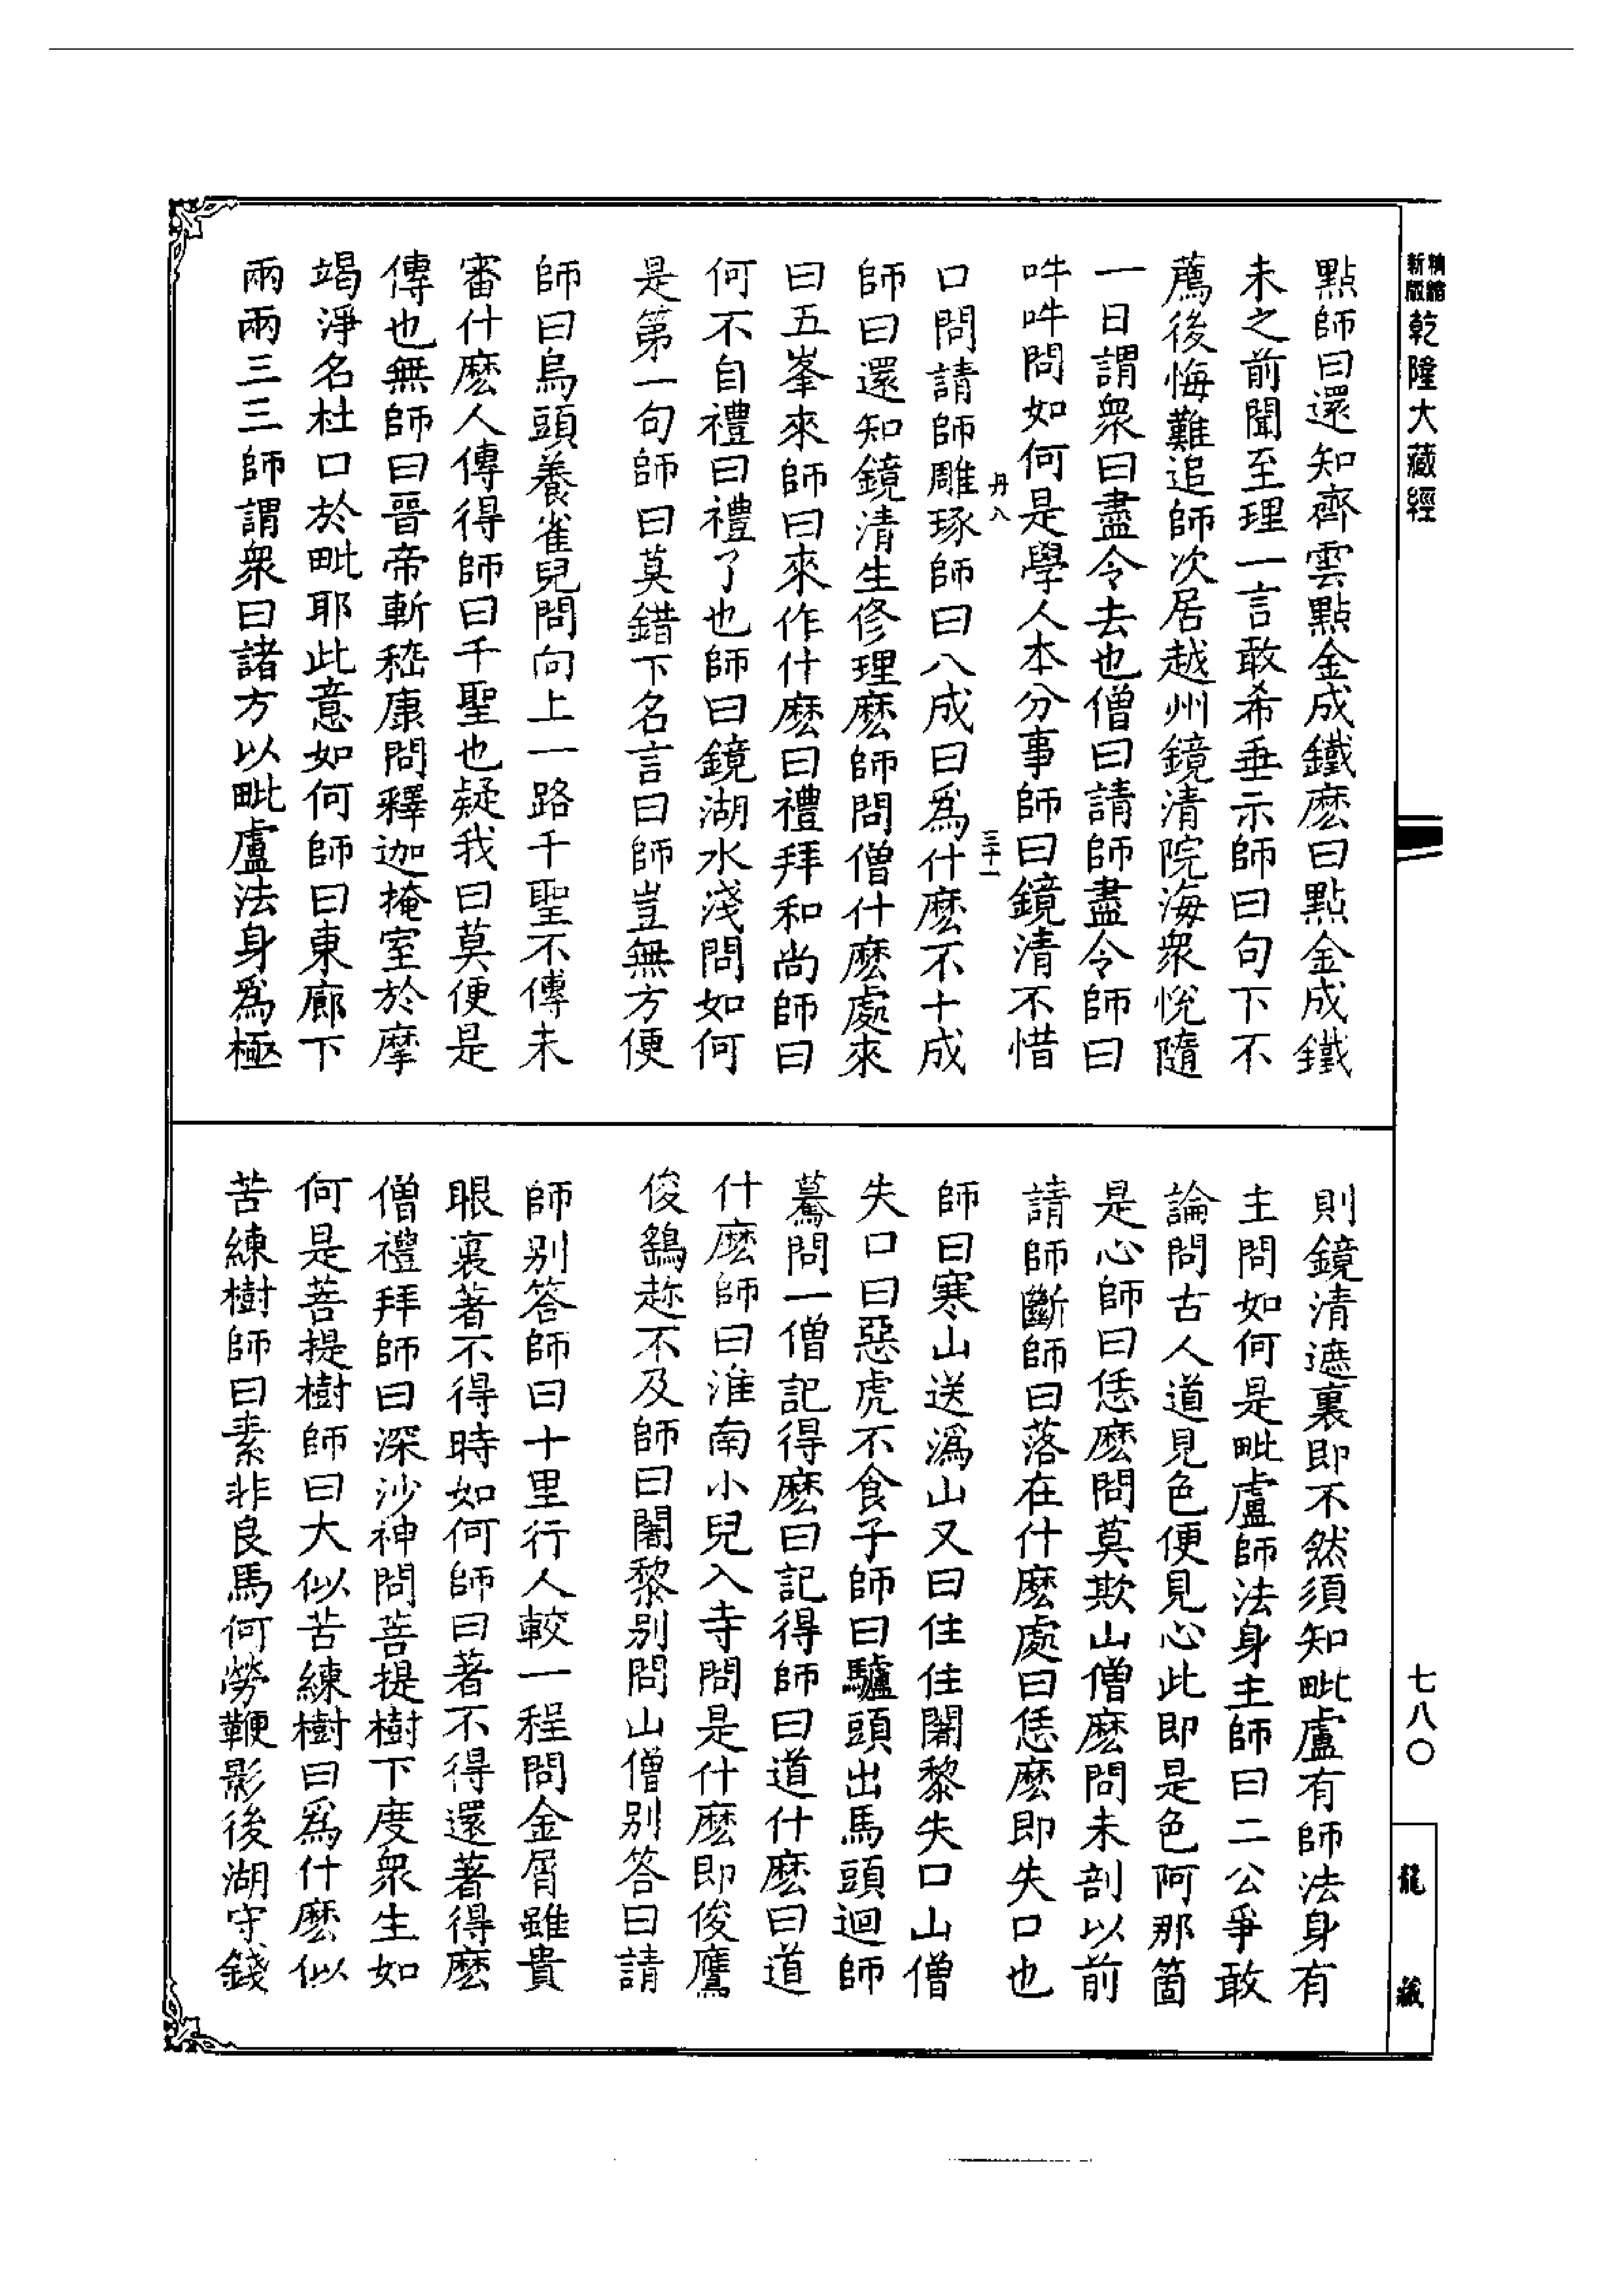 精縮新版乾隆大藏經
點師曰還知齊雲點金成鐵麽曰點金成鐵
未之前聞至理一言敢希垂示師曰句下不
薦後悔難追師次居越州鏡清院海衆悅隨
一日謂衆曰盡令去也僧曰請師盡令師曰
吽吽問如何是學人本分事師曰鏡清不惜
丹八
三十一
口問請師雕琢師曰八成曰爲什麽不十成
師曰還知鏡清生修理麽師問僧什麽處來
曰五峯來師曰來作什麽曰禮拜和尚師曰
何不自禮曰禮了也師曰鏡湖水淺問如何
是第一句師曰莫錯下名言曰師豈無方便
師曰烏頭養雀兒問向上一路千聖不傳未
審什麽人傳得師曰千聖也疑我曰莫便是
傳也無師曰晉帝斬嵇康問釋迦掩室於摩
竭淨名杜口於毗耶此意如何師曰東廊下
兩兩三三師謂衆曰諸方以毗盧法身爲極
則鏡清遮裏即不然須知毗盧有師法身有
主問如何是毗盧師法身主師曰二公爭敢
論問古人道見色便見心此即是色阿那箇
是心師曰恁麽問莫欺山僧麽問未剖以前
請師斷師曰落在什麽處曰恁麽即失口也
師曰寒山送潙山又曰住住闍黎失口山僧
失口曰惡虎不食子師曰驢頭出馬頭迴師
驀問一僧記得麽曰記得師曰道什麽曰道
什麽師曰淮南小兒入寺問是什麽即俊鷹
俊鷂趂不及師曰闍黎别問山僧别答曰請
師别答師曰十里行人較一程問金屑雖貴
眼裏著不得時如何師曰著不得還著得麽
僧禮拜師曰深沙神問菩提樹下度衆生如
何是菩提樹師曰大似苦練樹曰爲什麽似
苦練樹師曰素非良馬何勞鞭影後湖守錢
七八〇
龍藏